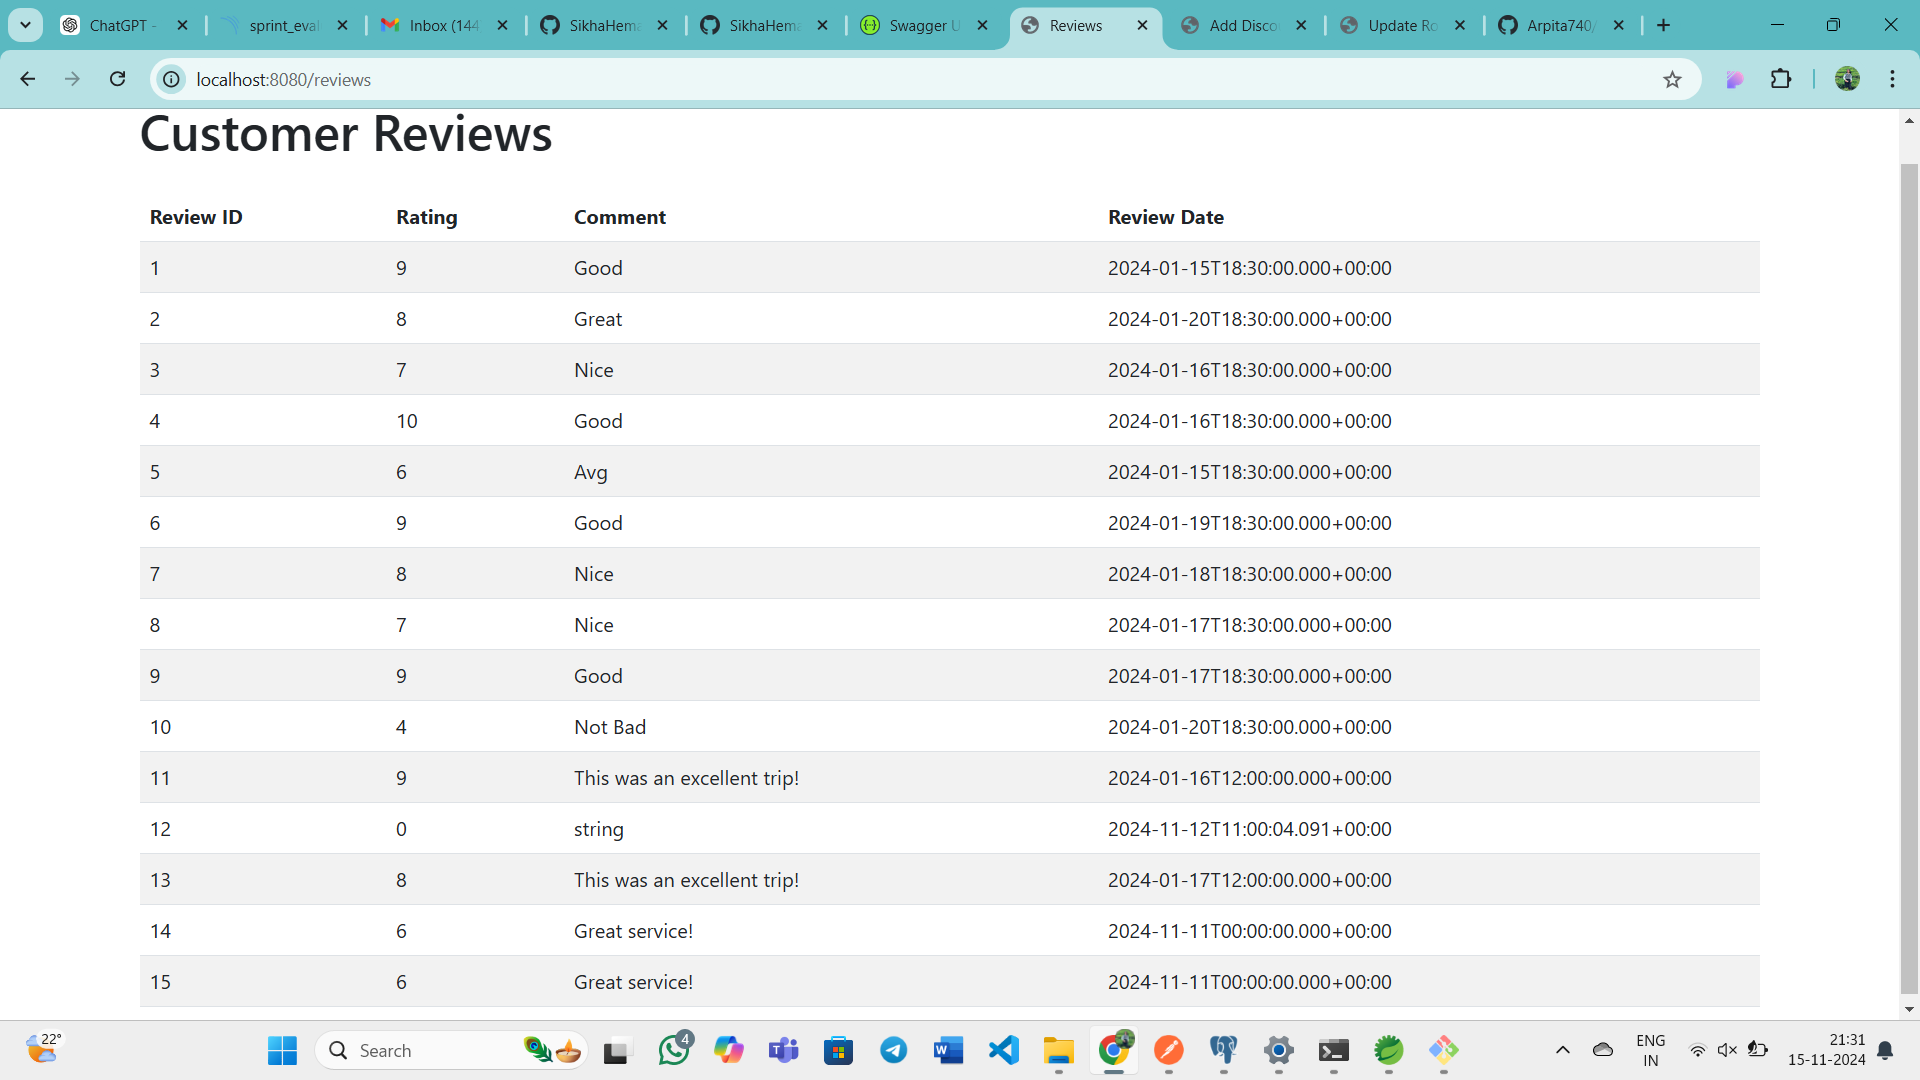 ChatGPT -
sprint_eval
Inbox (144
SikhaHema
SikhaHema
Swagger U
Reviews
Add Disco
Update Ro
Arpita740/
localhost:8080/reviews
Customer Reviews
Review ID Rating Comment Review Date
1 9 Good 2024-01-15T18:30:00.000+00:00
2 8 Great 2024-01-20T18:30:00.000+00:00
3 7 Nice 2024-01-16T18:30:00.000+00:00
4 10 Good 2024-01-16T18:30:00.000+00:00
5 6 Avg 2024-01-15T18:30:00.000+00:00
6 9 Good 2024-01-19T18:30:00.000+00:00
7 8 Nice 2024-01-18T18:30:00.000+00:00
8 7 Nice 2024-01-17T18:30:00.000+00:00
9 9 Good 2024-01-17T18:30:00.000+00:00
10 4 Not Bad 2024-01-20T18:30:00.000+00:00
11 9 This was an excellent trip! 2024-01-16T12:00:00.000+00:00
12 0 string 2024-11-12T11:00:04.091+00:00
13 8 This was an excellent trip! 2024-01-17T12:00:00.000+00:00
14 6 Great service! 2024-11-11T00:00:00.000+00:00
15 6 Great service! 2024-11-11T00:00:00.000+00:00
22°
Search
4
ENG
IN
21:31
15-11-2024